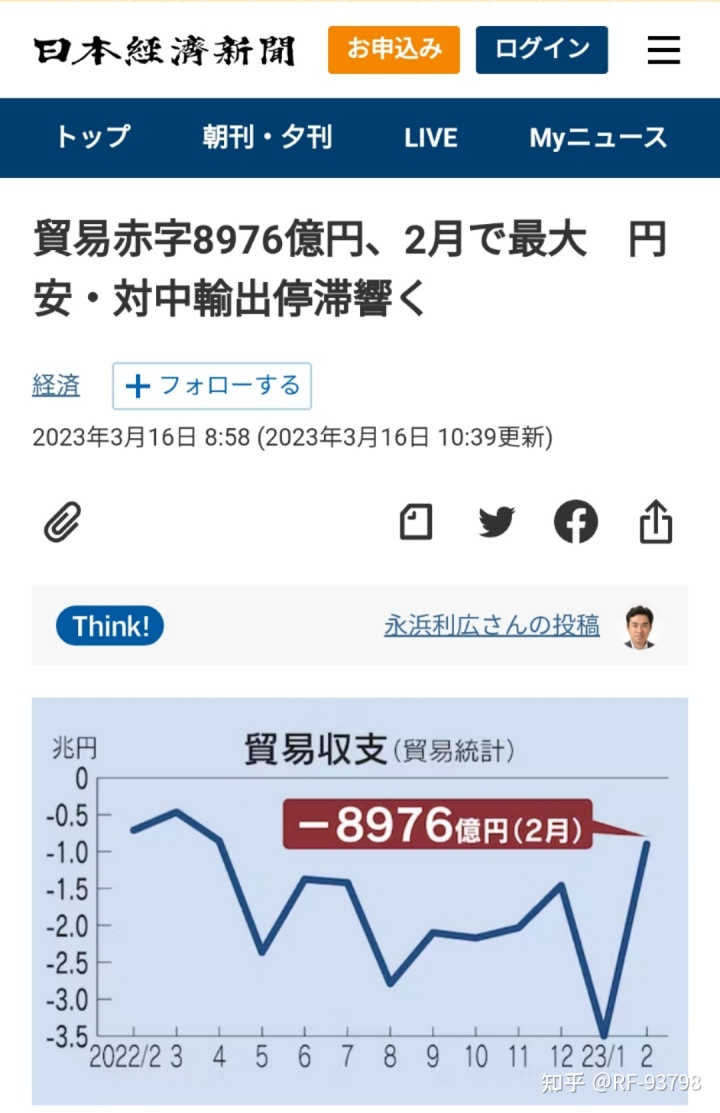 日本経済新聞
お申込み
ログイン
トップ
朝刊・夕刊
LIVE
Myニュース
貿易赤字8976億円、2月で最大　円
安・対中輸出停滞響く
経済
+ フォローする
2023年3月16日 8:58 (2023年3月16日 10:39更新)
Think!
永浜利広さんの投稿
兆円
貿易収支(貿易統計)
0
-0.5
-1.0
-1.5
-2.0
-2.5
-3.0
-3.5
−8976億円(2月)
2022/2 3 4 5 6 7 8 9 10 11 12 23/1 2
知乎 @RF-93798